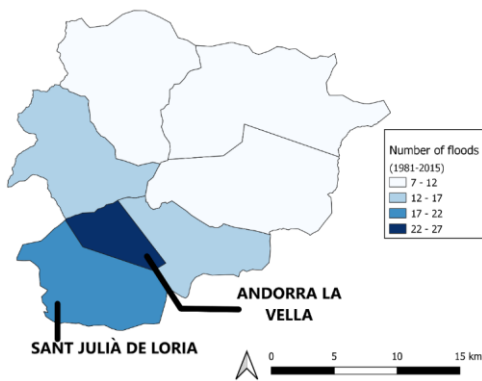 Number of floods
(1981-2015)
7 - 12
12 - 17
17 - 22
22 - 27
ANDORRA LA
VELLA
SANT JULIÀ DE LORIA
0 5 10 15 km